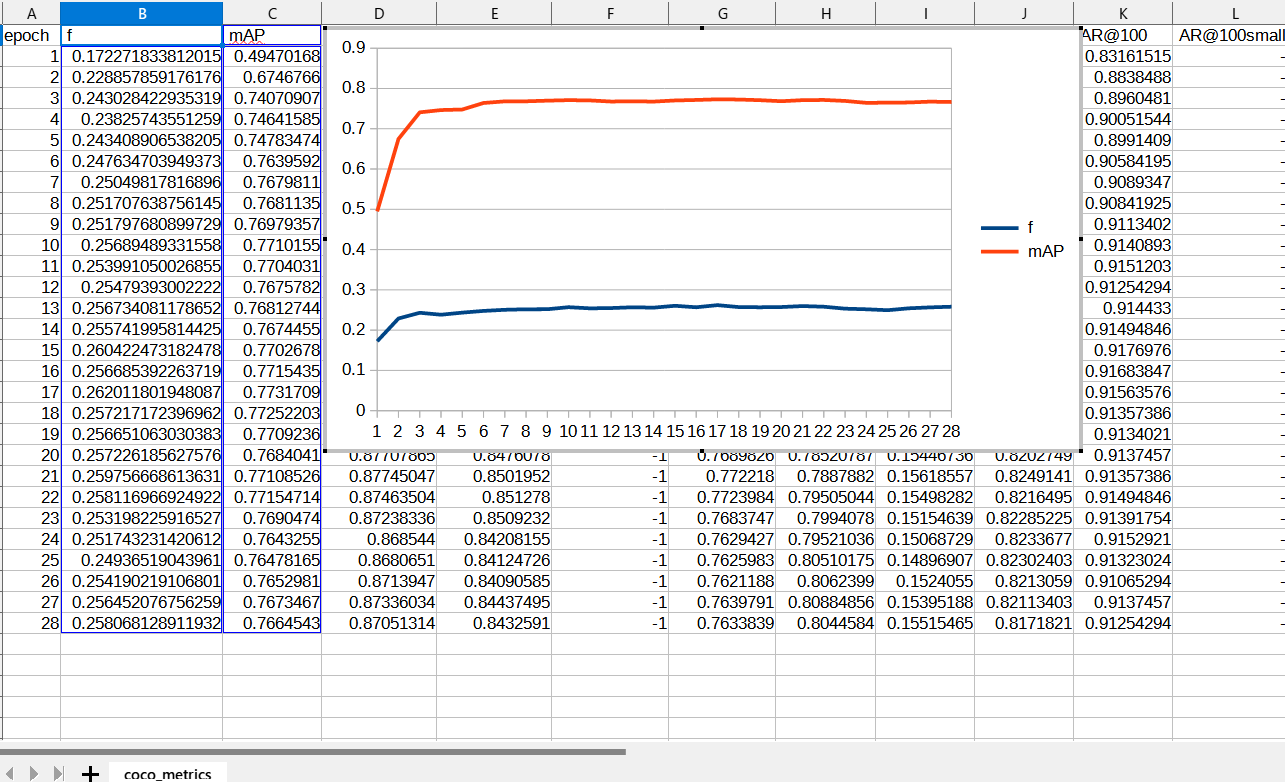 A B C D E F G H I J K L
epoch f mAP AR@100 AR@100small
1 0.172271833812015 0.49470168 0.83161515
2 0.228857859176176 0.6746766 0.8838488
3 0.243028422935319 0.74070907 0.8960481
4 0.23825743551259 0.74641585 0.90051544
5 0.243408906538205 0.74783474 0.8991409
6 0.247634703949373 0.7639592 0.90584195
7 0.25049817816896 0.7679811 0.9089347
8 0.251707638756145 0.7681135 0.90841925
9 0.251797680899729 0.76979357 0.9113402
10 0.25689489331558 0.7710155 0.9140893
11 0.253991050026855 0.7704031 0.9151203
12 0.25479393002222 0.7675782 0.91254294
13 0.256734081178652 0.76812744 0.914433
14 0.255741995814425 0.7674455 0.91494846
15 0.260422473182478 0.7702678 0.9176976
16 0.256685392263719 0.7715435 0.91683847
17 0.262011801948087 0.7731709 0.91563576
18 0.257217172396962 0.77252203 0.91357386
19 0.256651063030383 0.7709236 0.9134021
20 0.257226185627576 0.7684041 0.87707865 0.8476078 -1 0.7689826 0.78520787 0.15446736 0.8202749 0.9137457
21 0.259756668613631 0.77108526 0.87745047 0.8501952 -1 0.772218 0.7887882 0.15618557 0.8249141 0.91357386
22 0.258116966924922 0.77154714 0.87463504 0.851278 -1 0.7723984 0.79505044 0.15498282 0.8216495 0.91494846
23 0.253198225916527 0.7690474 0.87238336 0.8509232 -1 0.7683747 0.7994078 0.15154639 0.82285225 0.91391754
24 0.251743231420612 0.7643255 0.868544 0.84208155 -1 0.7629427 0.79521036 0.15068729 0.8233677 0.9152921
25 0.24936519043961 0.76478165 0.8680651 0.84124726 -1 0.7625983 0.80510175 0.14896907 0.82302403 0.91323024
26 0.254190219106801 0.7652981 0.8713947 0.84090585 -1 0.7621188 0.8062399 0.1524055 0.8213059 0.91065294
27 0.256452076756259 0.7673467 0.87336034 0.84437495 -1 0.7639791 0.80884856 0.15395188 0.82113403 0.9137457
28 0.258068128911932 0.7664543 0.87051314 0.8432591 -1 0.7633839 0.8044584 0.15515465 0.8171821 0.91254294
0.9
0.8
0.7
0.6
0.5
0.4
0.3
0.2
0.1
0
1 2 3 4 5 6 7 8 9 10 11 12 13 14 15 16 17 18 19 20 21 22 23 24 25 26 27 28
f
mAP
coco_metrics